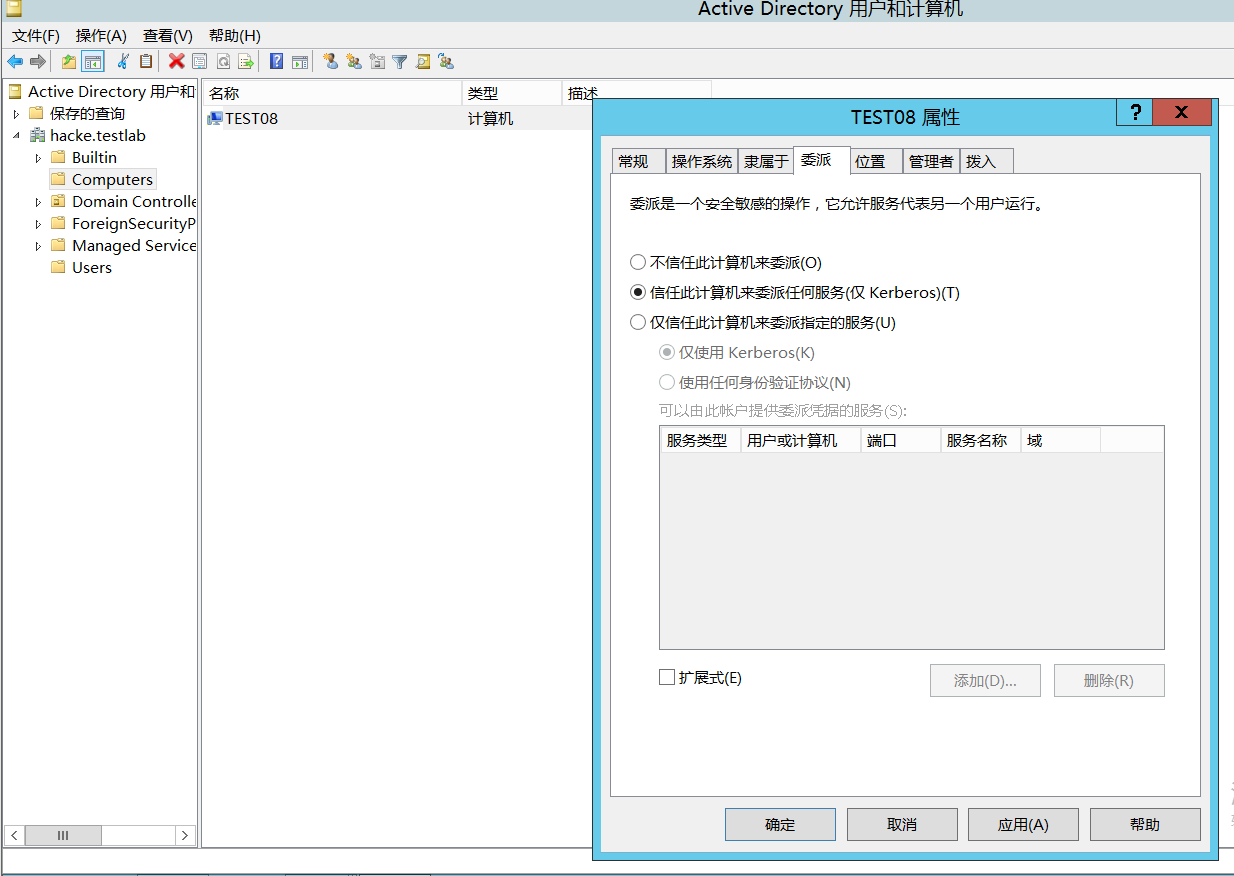 Active Directory 用户和计算机
文件(F) 操作(A) 查看(V) 帮助(H)
Active Directory 用户和
保存的查询
hacke.testlab
Builtin
Computers
Domain Controlle
ForeignSecurityP
Managed Service
Users
名称 类型 描述
TEST08 计算机
TEST08 属性
常规 操作系统 隶属于 委派 位置 管理者 拨入
委派是一个安全敏感的操作，它允许服务代表另一个用户运行。
不信任此计算机来委派(O)
信任此计算机来委派任何服务(仅 Kerberos)(T)
仅信任此计算机来委派指定的服务(U)
仅使用 Kerberos(K)
使用任何身份验证协议(N)
可以由此帐户提供委派凭据的服务(S):
服务类型 用户或计算机 端口 服务名称 域
扩展式(E)
添加(D)... 删除(R)
确定 取消 应用(A) 帮助